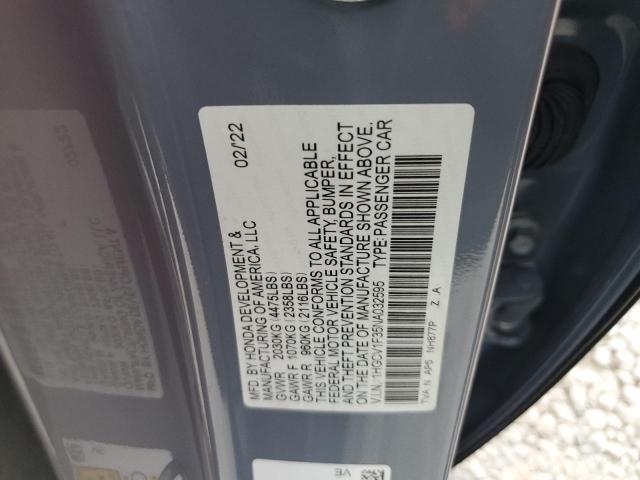 MFD. BY HONDA DEVELOPMENT & 02/22
MANUFACTURING OF AMERICA, LLC
GVWR 2030KG (4475LBS)
GAWR F 1070KG (2358LBS)
GAWR R 960KG (2116LBS)
THIS VEHICLE CONFORMS TO ALL APPLICABLE
FEDERAL MOTOR VEHICLE SAFETY, BUMPER,
AND THEFT PREVENTION STANDARDS IN EFFECT
ON THE DATE OF MANUFACTURE SHOWN ABOVE.
V.I.N: 1HGCV1F35NA032595 TYPE:PASSENGER CAR
TVA N AP5 NH877P Z A